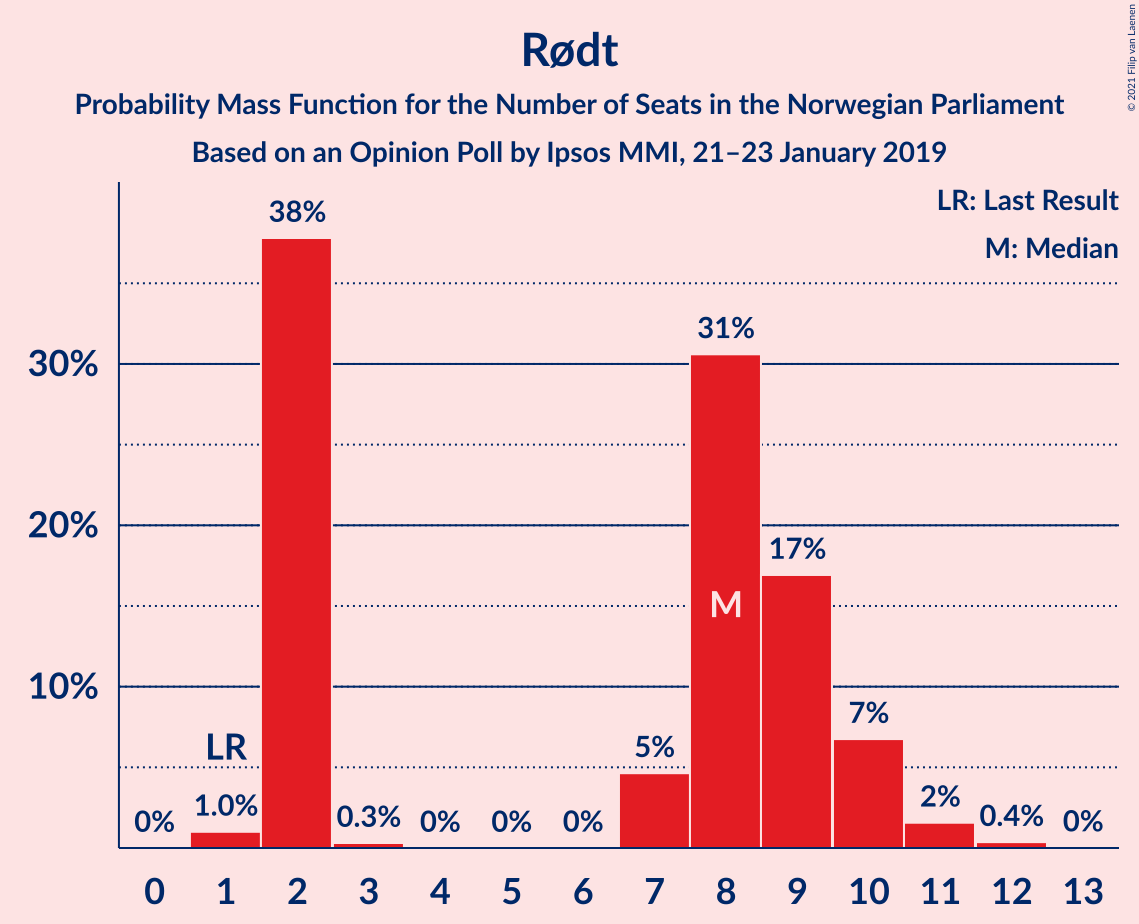 © 2021 Filip van Laenen
Rødt
Probability Mass Function for the Number of Seats in the Norwegian Parliament
Based on an Opinion Poll by Ipsos MMI, 21–23 January 2019
LR: Last Result
M: Median
38%
31%
30%
17%
20%
M
7%
10%
LR
5%
0% 1.0% 0.3% 0% 0% 0% 2% 0.4% 0%
0 1 2 3 4 5 6 7 8 9 10 11 12 13